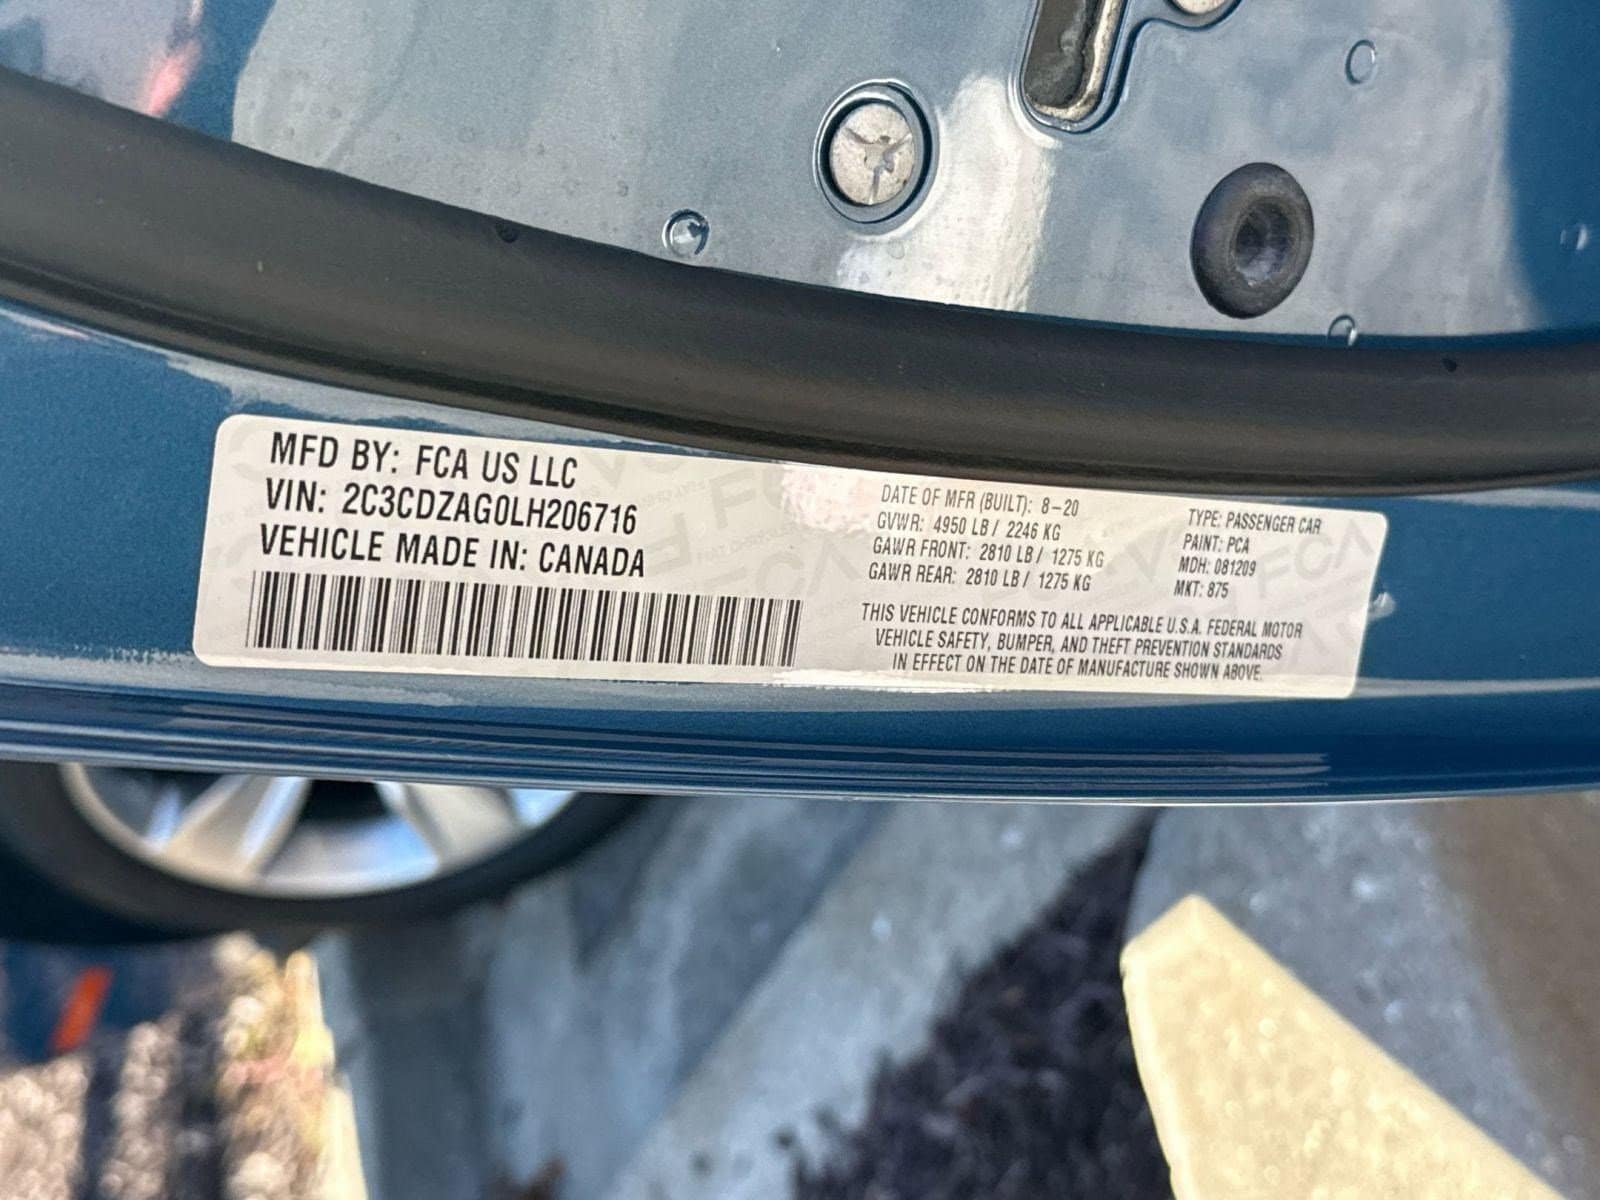 MFD BY: FCA US LLC
VIN: 2C3CDZAG0LH206716
VEHICLE MADE IN: CANADA
DATE OF MFR (BUILT): 8-20
GVWR: 4950 LB / 2246 KG
GAWR FRONT: 2810 LB / 1275 KG
GAWR REAR: 2810 LB / 1275 KG
TYPE: PASSENGER CAR
PAINT: PCA
MDH: 081209
MKT: 875
THIS VEHICLE CONFORMS TO ALL APPLICABLE U.S.A. FEDERAL MOTOR
VEHICLE SAFETY, BUMPER, AND THEFT PREVENTION STANDARDS
IN EFFECT ON THE DATE OF MANUFACTURE SHOWN ABOVE.
FCA